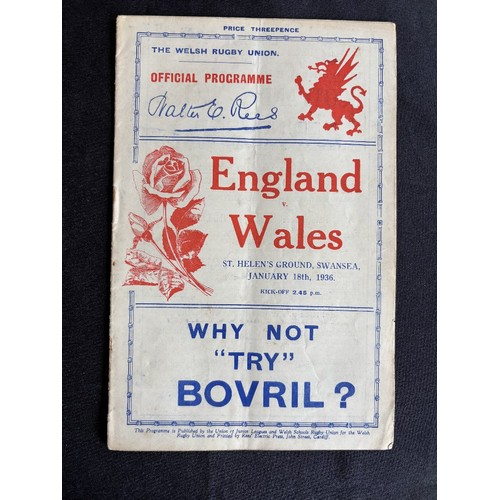 PRICE THREEPENCE
THE WELSH RUGBY UNION.
OFFICIAL PROGRAMME
Walter E. Rees
England
v.
Wales
ST. HELEN'S GROUND, SWANSEA,
JANUARY 18th, 1936.
KICK-OFF 2.45 p.m.
WHY NOT
"TRY"
BOVRIL?
This Programme is Published by the Union of Junior Leagues and Welsh Schools Rugby Union for the Welsh
Rugby Union and Printed by Rees' Electric Press, John Street, Cardiff.